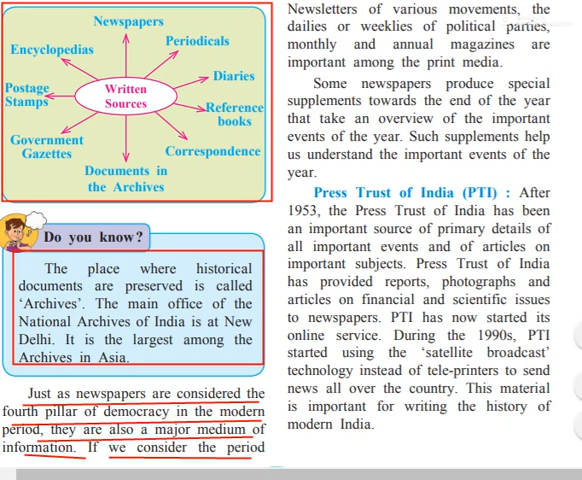 Newspapers
Encyclopedias
Periodicals
Postage
Stamps
Written
Sources
Diaries
Reference
books
Government
Gazettes
Correspondence
Documents in
the Archives
Do you know?
The place where historical
documents are preserved is called
‘Archives’. The main office of the
National Archives of India is at New
Delhi. It is the largest among the
Archives in Asia.
Just as newspapers are considered the
fourth pillar of democracy in the modern
period, they are also a major medium of
information. If we consider the period
Newsletters of various movements, the
dailies or weeklies of political parties,
monthly and annual magazines are
important among the print media.
Some newspapers produce special
supplements towards the end of the year
that take an overview of the important
events of the year. Such supplements help
us understand the important events of the
year.
Press Trust of India (PTI) : After
1953, the Press Trust of India has been
an important source of primary details of
all important events and of articles on
important subjects. Press Trust of India
has provided reports, photographs and
articles on financial and scientific issues
to newspapers. PTI has now started its
online service. During the 1990s, PTI
started using the ‘satellite broadcast’
technology instead of tele-printers to send
news all over the country. This material
is important for writing the history of
modern India.